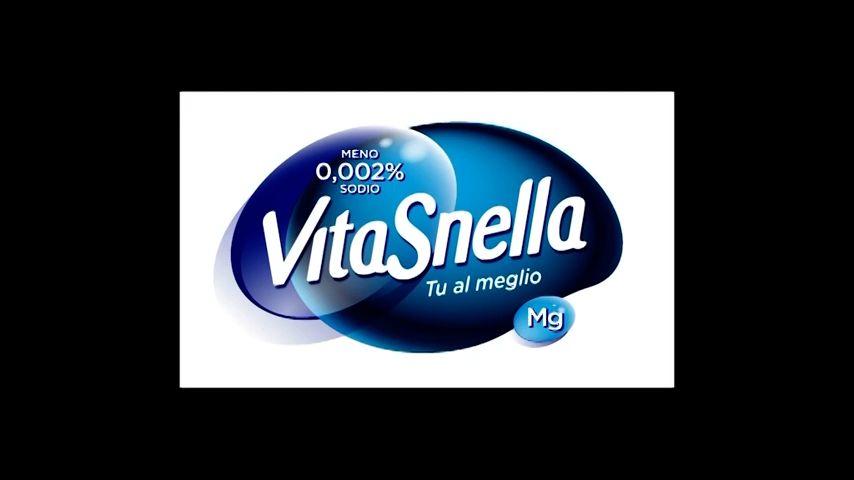 MENO
0,002%
SODIO
VitaSnella
Tu al meglio
Mg